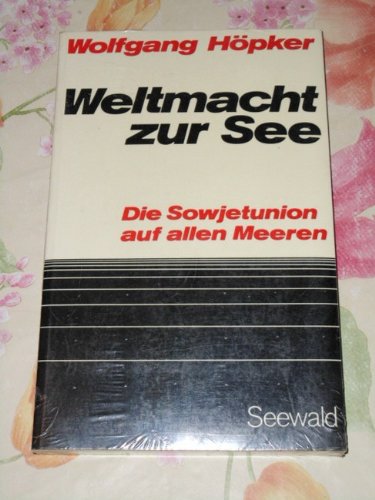 Wolfgang Höpker
Weltmacht
zur See
Die Sowjetunion
auf allen Meeren
Seewald